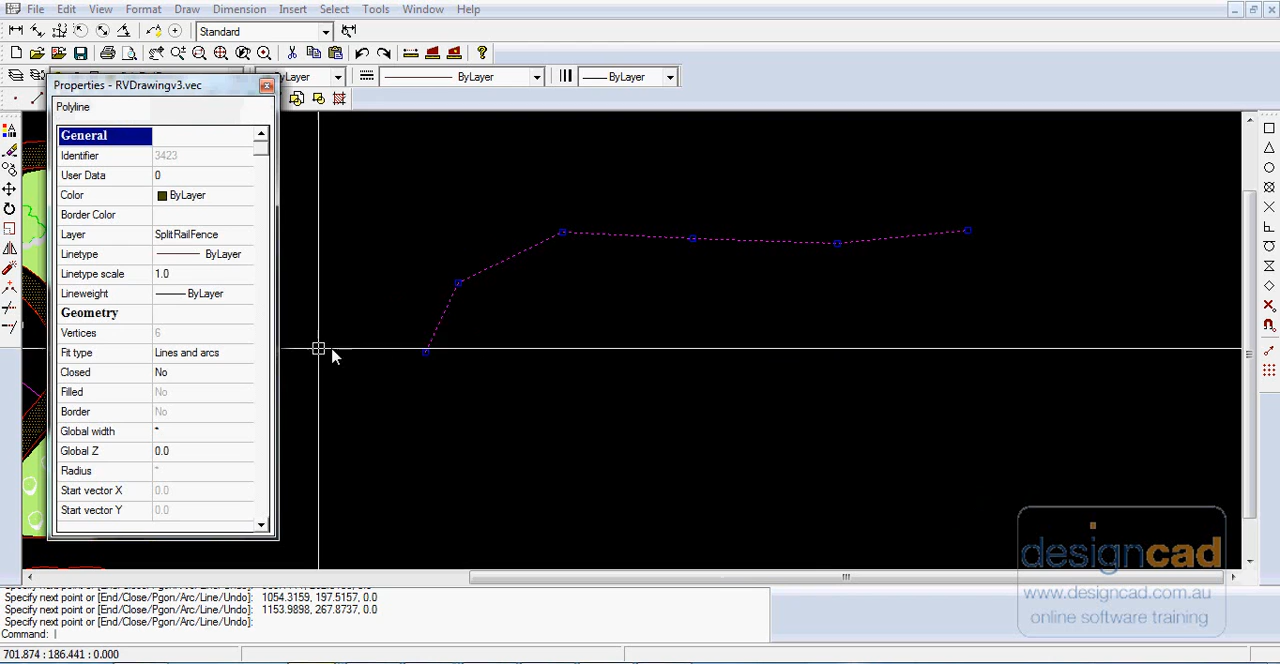 File Edit View Format Draw Dimension Insert Select Tools Window Help
Standard
ByLayer ByLayer ByLayer
Properties - RVDrawingv3.vec
Polyline
General
Identifier 3423
User Data 0
Color ByLayer
Border Color
Layer SplitRailFence
Linetype ByLayer
Linetype scale 1.0
Lineweight ByLayer
Geometry
Vertices 6
Fit type Lines and arcs
Closed No
Filled No
Border No
Global width *
Global Z 0.0
Radius *
Start vector X 0.0
Start vector Y 0.0
designcad
www.designcad.com.au
online software training
Specify next point or [End/Close/Pgon/Arc/Line/Undo]: 1054.3159, 197.5157, 0.0
Specify next point or [End/Close/Pgon/Arc/Line/Undo]: 1153.9898, 267.8737, 0.0
Specify next point or [End/Close/Pgon/Arc/Line/Undo]:
Command:
701.874 : 186.441 : 0.000